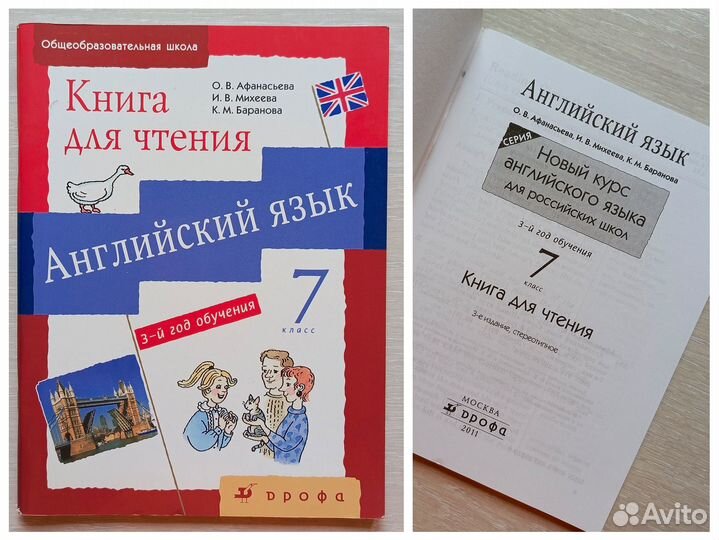 Общеобразовательная школа
О. В. Афанасьева
И. В. Михеева
К. М. Баранова
Книга
для чтения
Английский язык
7
класс
3-й год обучения
дрофа
Английский язык
О. В. Афанасьева, И. В. Михеева, К. М. Баранова
СЕРИЯ
Новый курс
английского языка
для российских школ
3-й год обучения
7
класс
Книга для чтения
3-е издание, стереотипное
МОСКВА
дрофа
2011
Avito